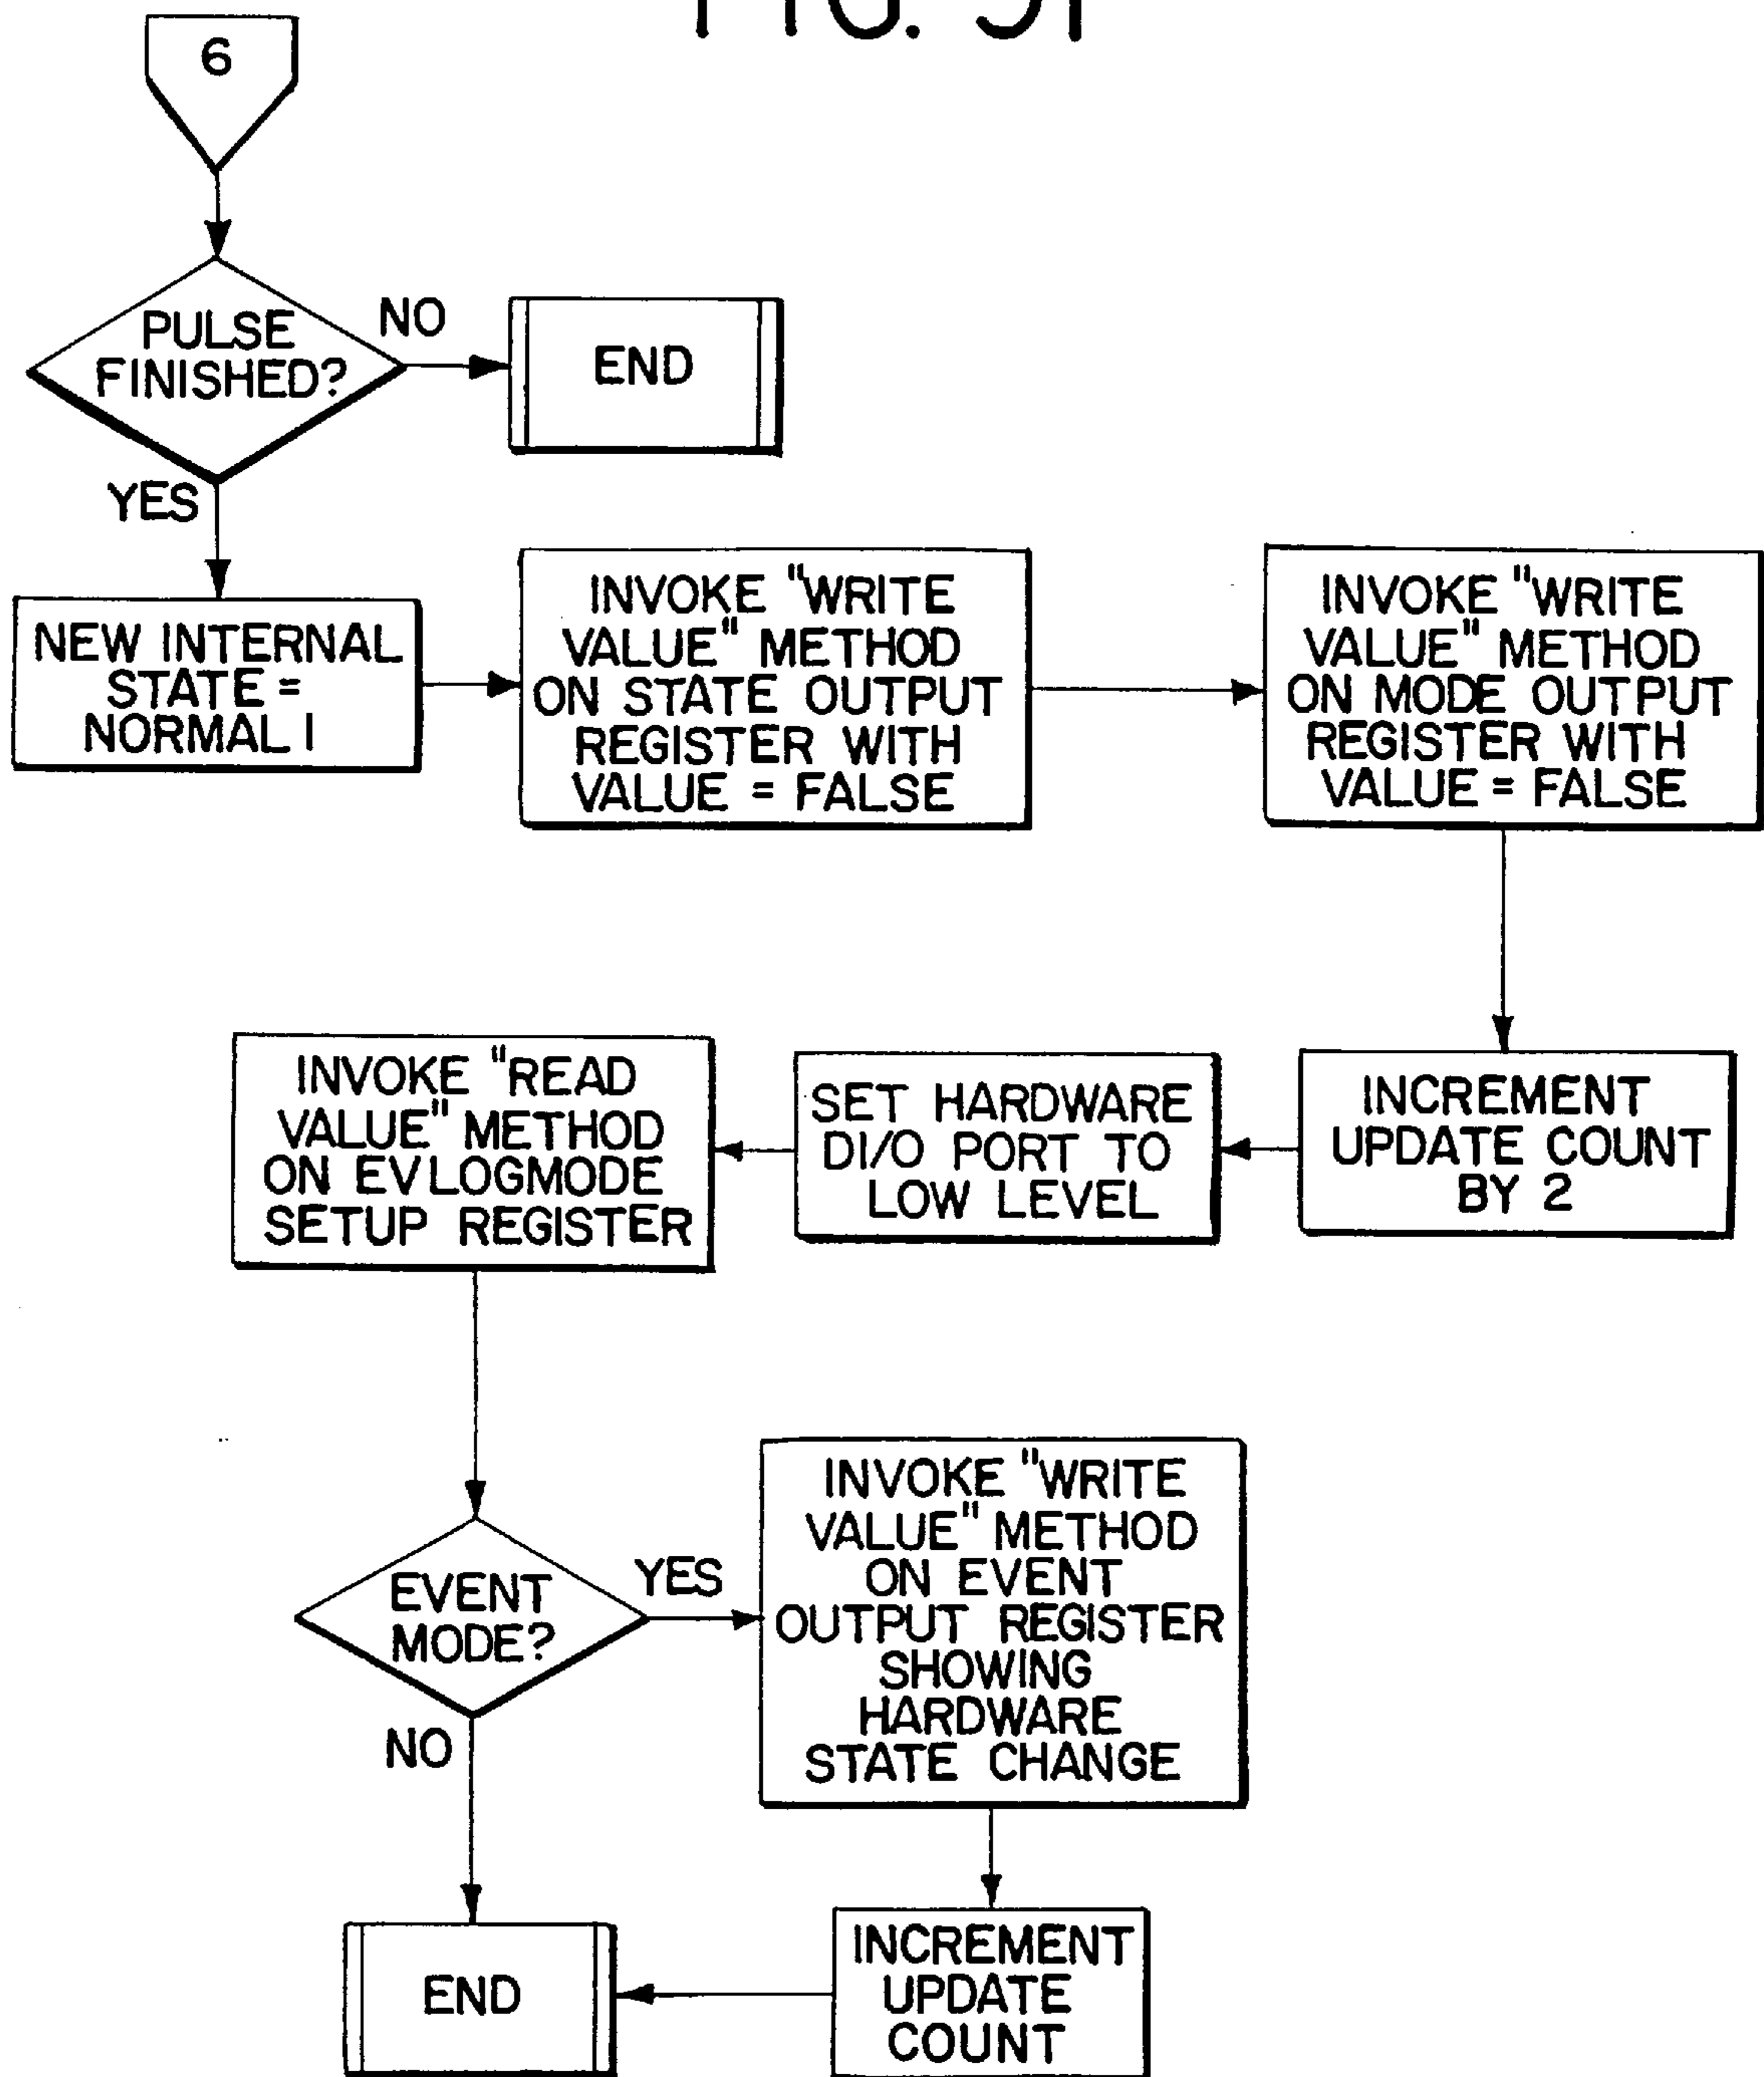 FIG.
6
PULSE
FINISHED?
NO
END
YES
NEW INTERNAL
STATE =
NORMAL 1
INVOKE "WRITE
VALUE" METHOD
ON STATE OUTPUT
REGISTER WITH
VALUE = FALSE
INVOKE "WRITE
VALUE" METHOD
ON MODE OUTPUT
REGISTER WITH
VALUE = FALSE
INCREMENT
UPDATE COUNT
BY 2
SET HARDWARE
DI/O PORT TO
LOW LEVEL
INVOKE "READ
VALUE" METHOD
ON EVLOGMODE
SETUP REGISTER
EVENT
MODE?
YES
NO
INVOKE "WRITE
VALUE" METHOD
ON EVENT
OUTPUT REGISTER
SHOWING
HARDWARE
STATE CHANGE
INCREMENT
UPDATE
COUNT
END